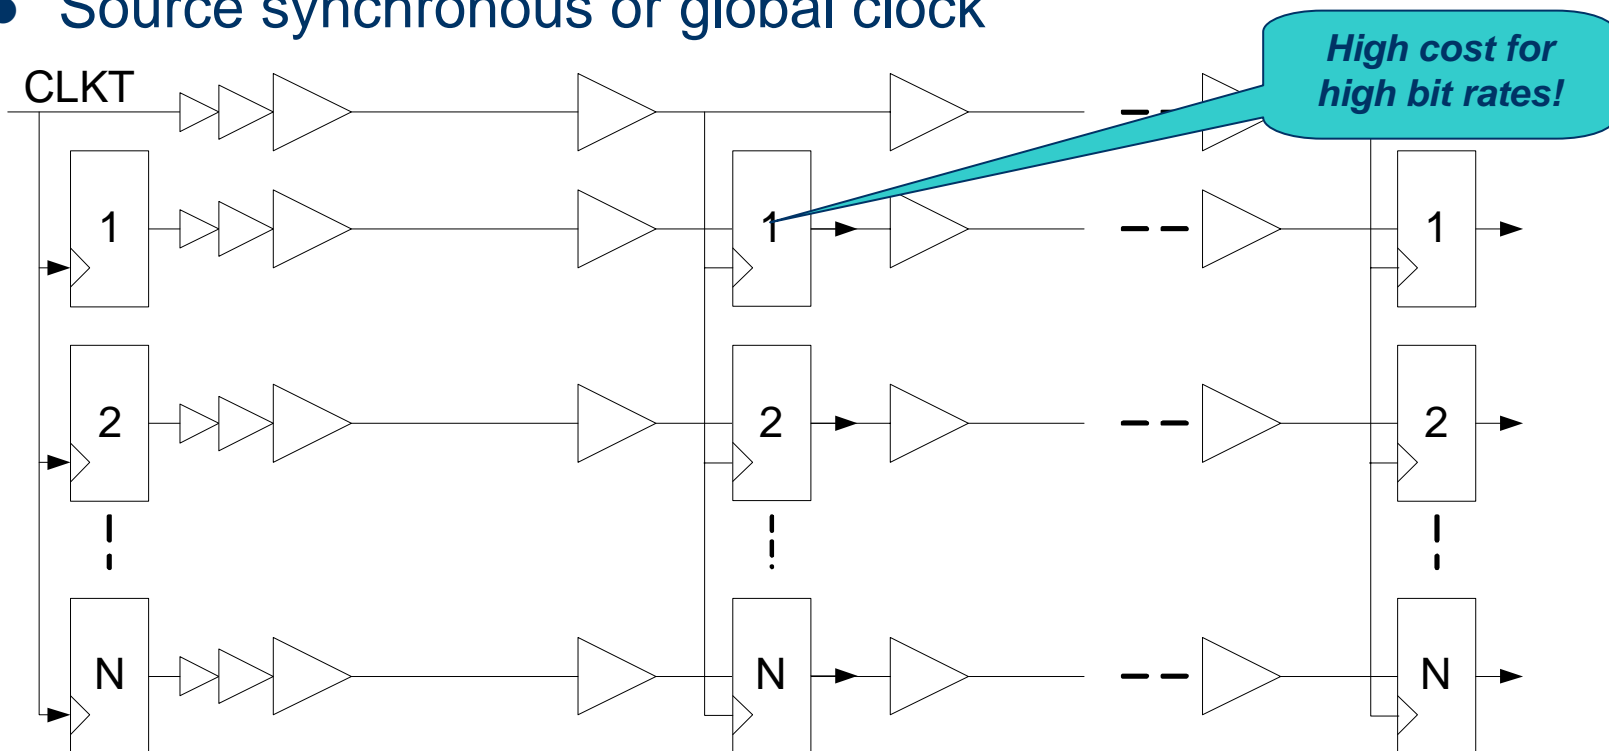 Source synchronous or global clock
High cost for
high bit rates!
CLKT
1
1
1
2
2
2
N
N
N